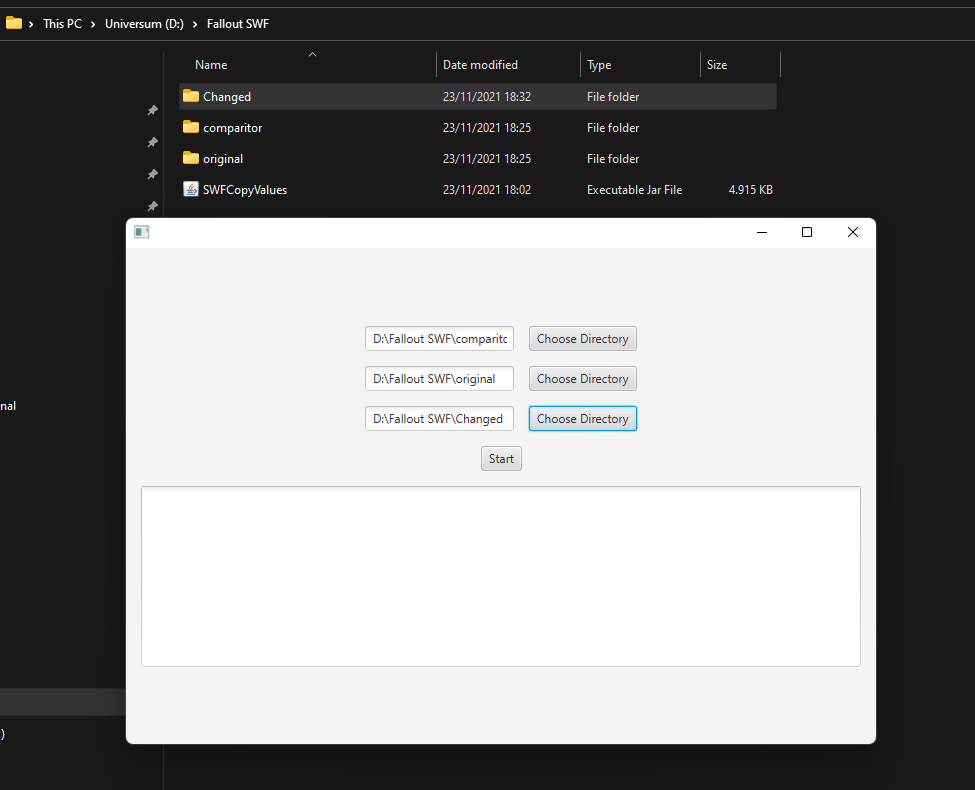 This PC > Universum (D:) > Fallout SWF
Name Date modified Type Size
Changed 23/11/2021 18:32 File folder
comparitor 23/11/2021 18:25 File folder
original 23/11/2021 18:25 File folder
SWFCopyValues 23/11/2021 18:02 Executable Jar File 4.915 KB
D:\Fallout SWF\comparitc Choose Directory
D:\Fallout SWF\original Choose Directory
nal
D:\Fallout SWF\Changed Choose Directory
Start
)